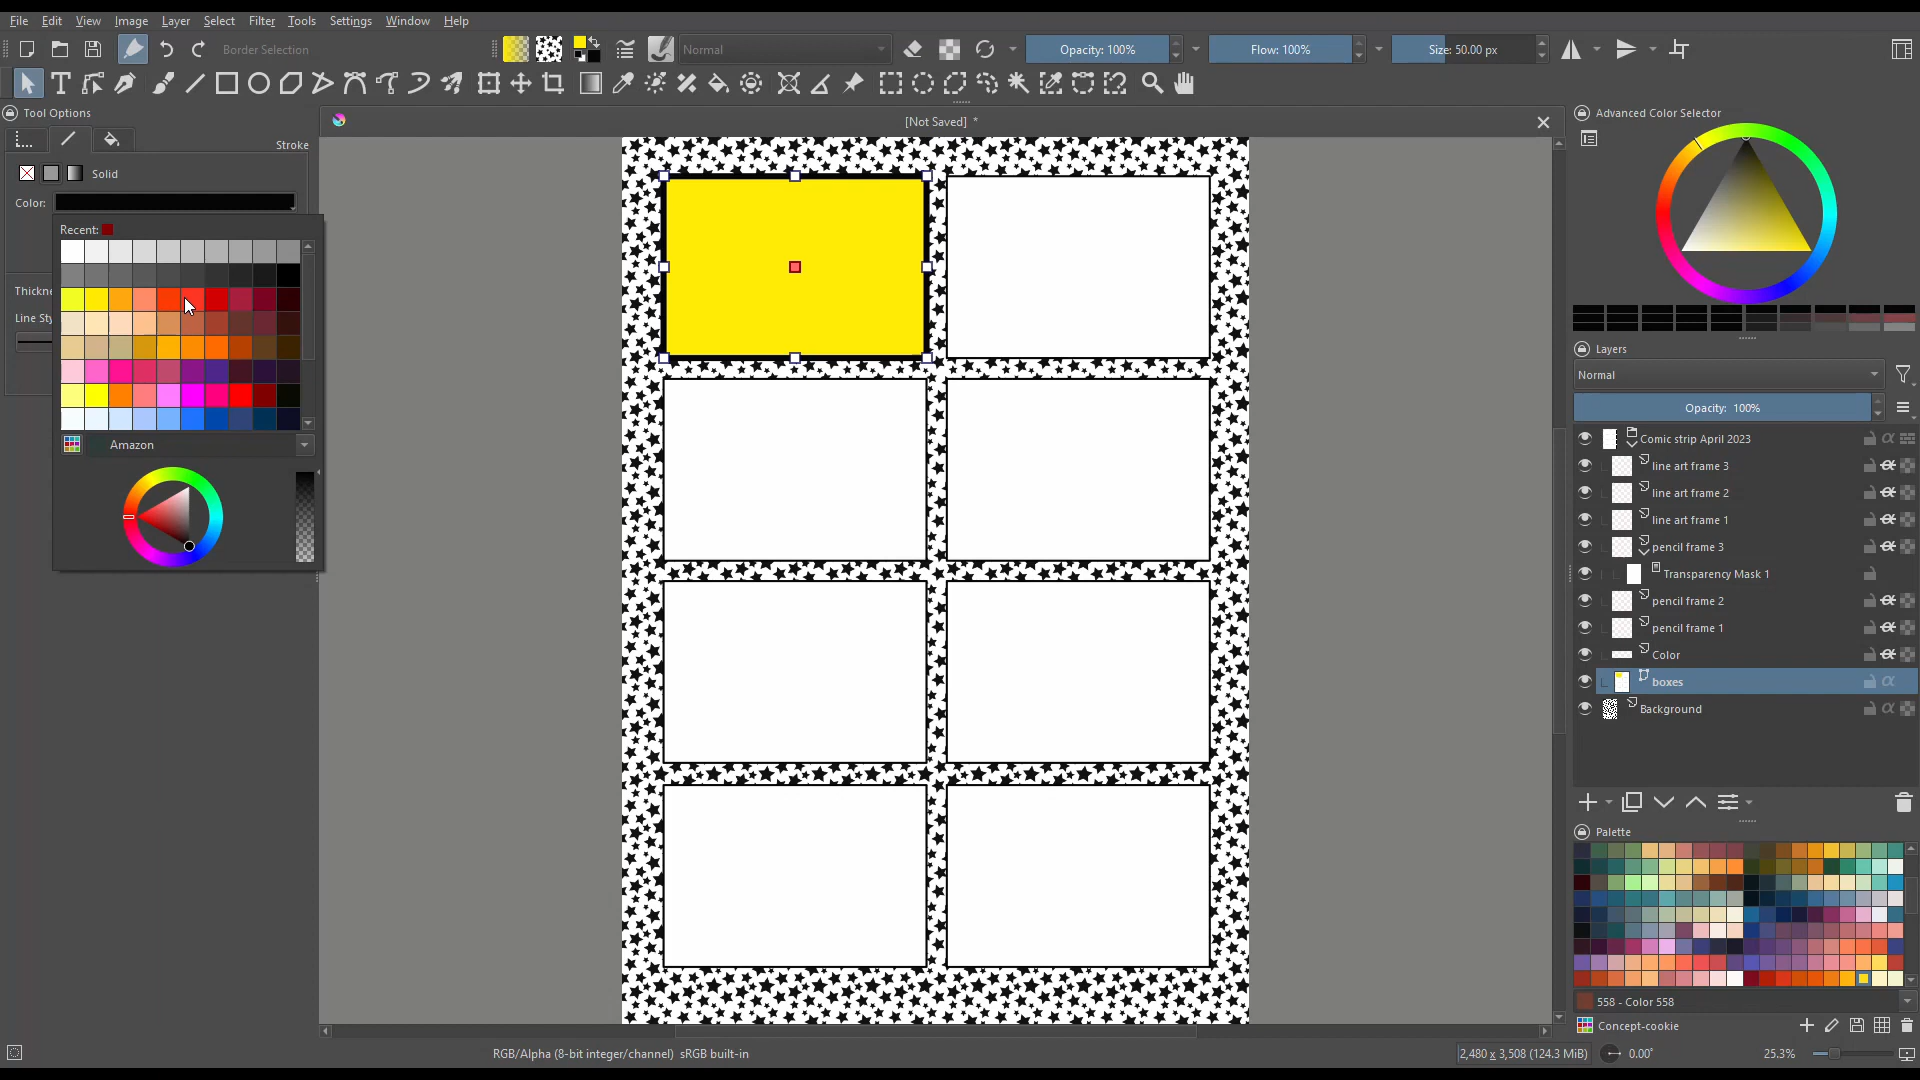 File Edit View Image Layer Select Filter Tools Settings Window Help
Border Selection
Normal
Opacity: 100%
Flow: 100%
Size: 50.00 px
Tool Options
[Not Saved] *
Advanced Color Selector
Stroke
Solid
Color:
Recent:
Thickne
Line Sty
Amazon
Layers
Normal
Opacity: 100%
Comic strip April 2023
line art frame 3
line art frame 2
line art frame 1
pencil frame 3
Transparency Mask 1
pencil frame 2
pencil frame 1
Color
boxes
Background
Palette
558 - Color 558
Concept-cookie
RGB/Alpha (8-bit integer/channel) sRGB built-in
2,480 x 3,508 (124.3 MiB)
0.00°
25.3%